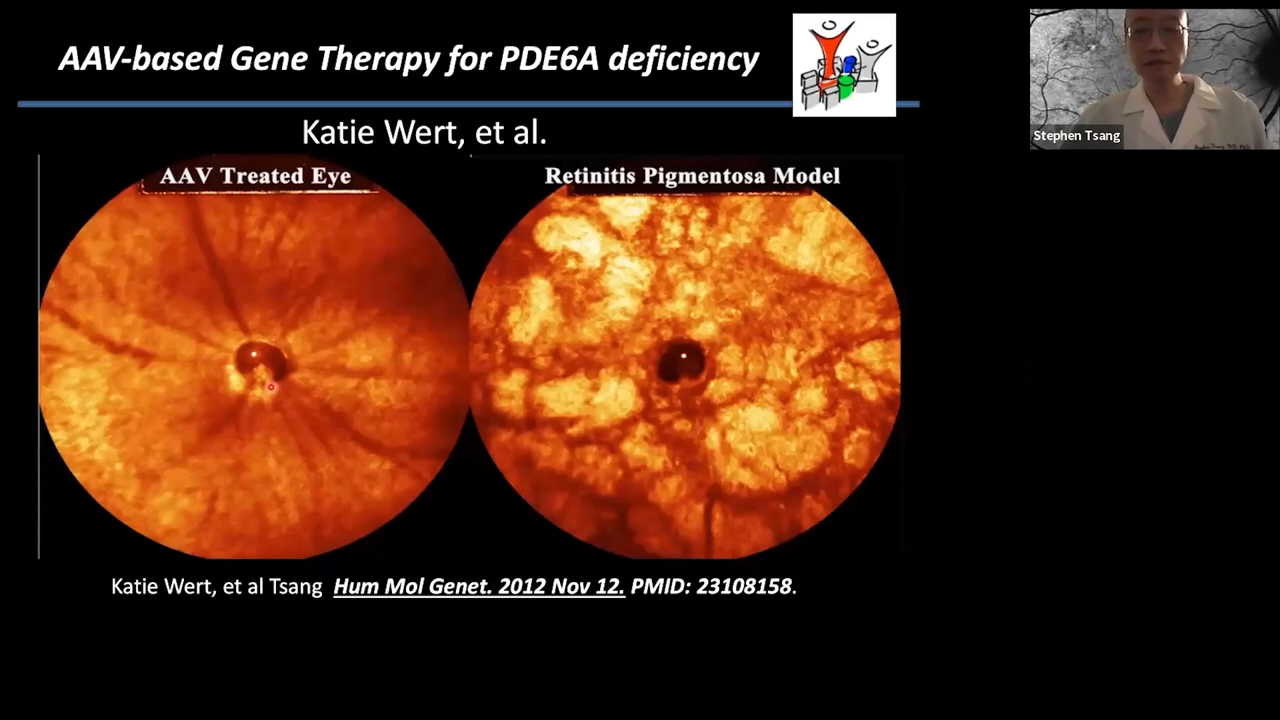 AAV-based Gene Therapy for PDE6A deficiency
Katie Wert, et al.
AAV Treated Eye
Retinitis Pigmentosa Model
Katie Wert, et al Tsang Hum Mol Genet. 2012 Nov 12. PMID: 23108158.
Stephen Tsang